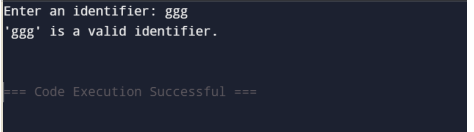 Enter an identifier: ggg
'ggg' is a valid identifier.
=== Code Execution Successful ===